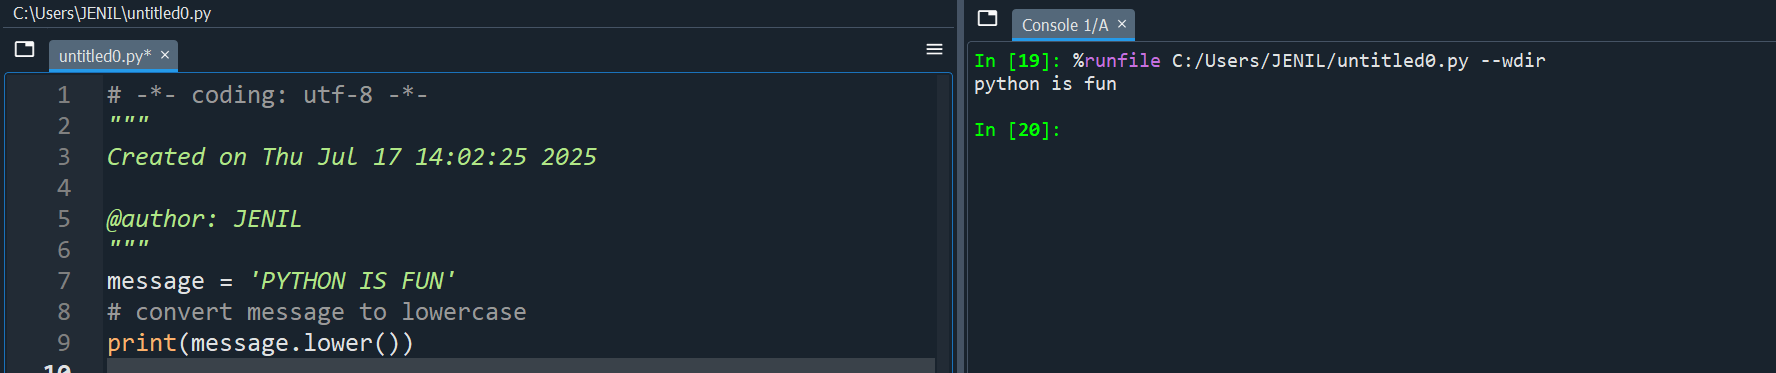 C:\Users\JENIL\untitled0.py
untitled0.py*
1 # -*- coding: utf-8 -*-
2 """
3 Created on Thu Jul 17 14:02:25 2025
4
5 @author: JENIL
6 """
7 message = 'PYTHON IS FUN'
8 # convert message to lowercase
9 print(message.lower())
10
Console 1/A
In [19]: %runfile C:/Users/JENIL/untitled0.py --wdir
python is fun
In [20]: